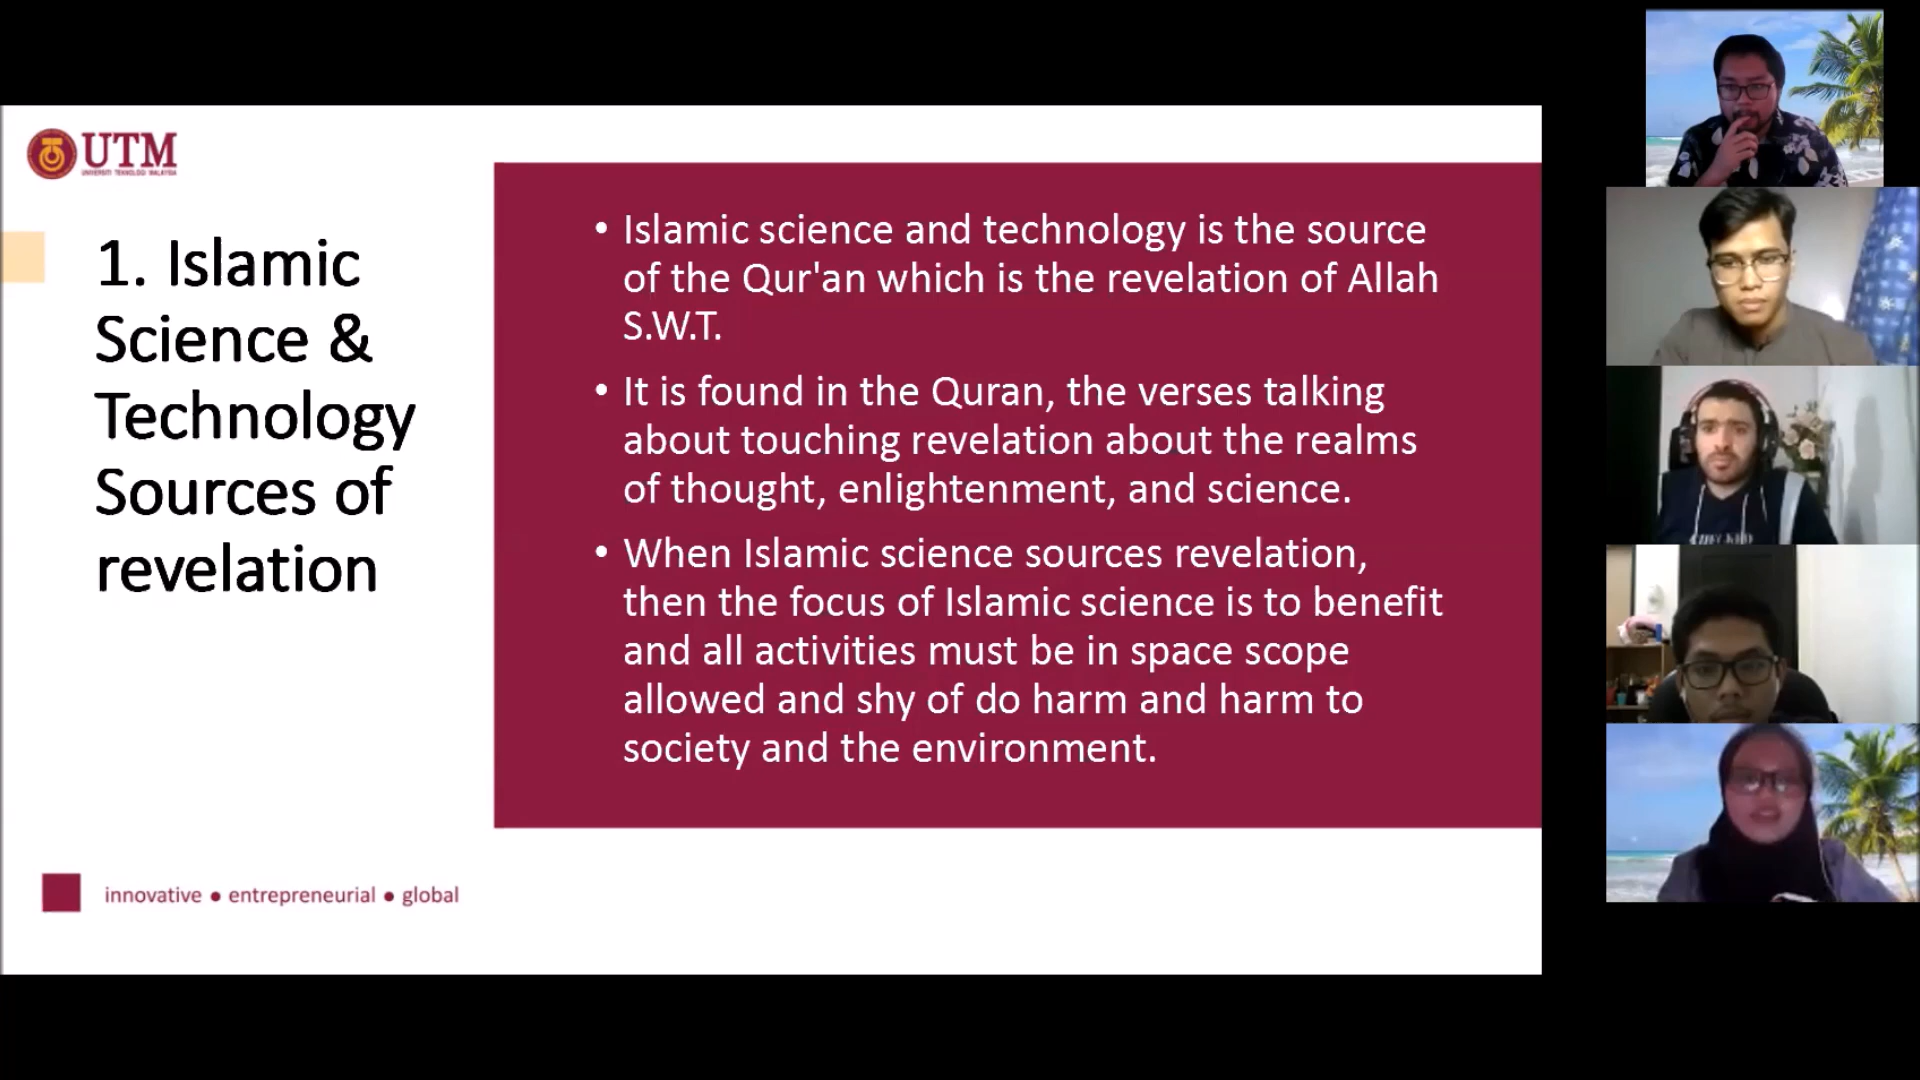 UTM
UNIVERSITI TEKNOLOGI MALAYSIA
1. Islamic
Science &
Technology
Sources of
revelation
• Islamic science and technology is the source
of the Qur'an which is the revelation of Allah
S.W.T.
• It is found in the Quran, the verses talking
about touching revelation about the realms
of thought, enlightenment, and science.
• When Islamic science sources revelation,
then the focus of Islamic science is to benefit
and all activities must be in space scope
allowed and shy of do harm and harm to
society and the environment.
innovative ● entrepreneurial ● global